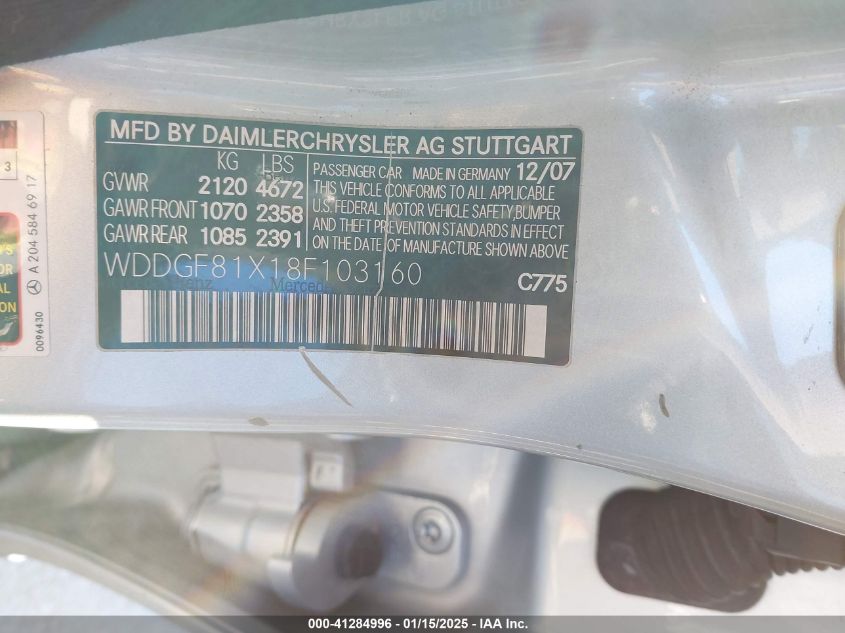 MFD BY DAIMLERCHRYSLER AG STUTTGART
KG LBS
GVWR 2120 4672
GAWR FRONT 1070 2358
GAWR REAR 1085 2391
PASSENGER CAR MADE IN GERMANY 12/07
THIS VEHICLE CONFORMS TO ALL APPLICABLE
U.S. FEDERAL MOTOR VEHICLE SAFETY,BUMPER
AND THEFT PREVENTION STANDARDS IN EFFECT
ON THE DATE OF MANUFACTURE SHOWN ABOVE
WDDGF81X18F103160
C775
Mercedes
3
A 204 584 69 17
0096430
000-41284996 / 01/15/2025 / IAA Inc.